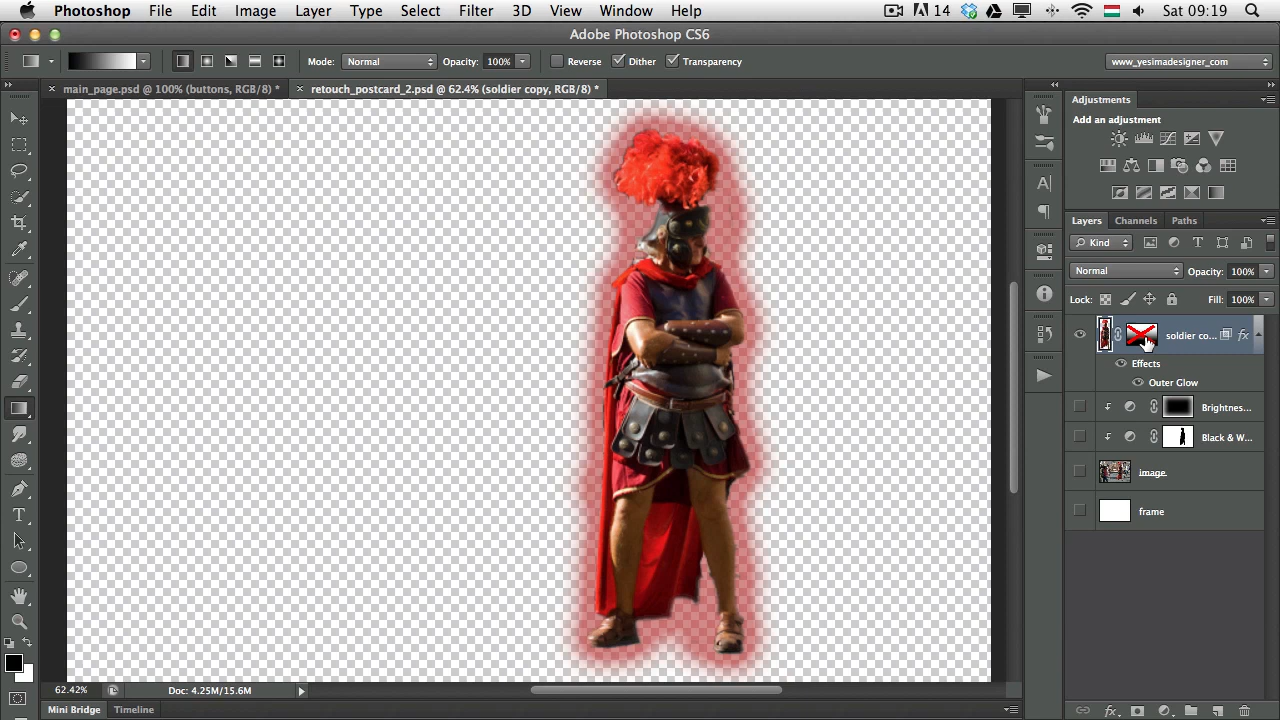 Photoshop File Edit Image Layer Type Select Filter 3D View Window Help 14 Sat 09:19
Adobe Photoshop CS6
Mode: Normal Opacity: 100% Reverse Dither Transparency www_yesimadesigner_com
main_page.psd @ 100% (buttons, RGB/8) * retouch_postcard_2.psd @ 62.4% (soldier copy, RGB/8) *
Adjustments
Add an adjustment
Layers Channels Paths
Kind
Normal Opacity: 100%
Lock: Fill: 100%
soldier co... fx
Effects
Outer Glow
Brightnes...
Black & W...
image
frame
62.42% Doc: 4.25M/15.6M
Mini Bridge Timeline